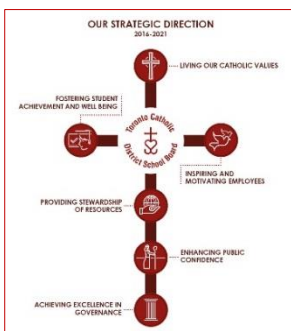 OUR STRATEGIC DIRECTION
2016-2021
LIVING OUR CATHOLIC VALUES
FOSTERING STUDENT
ACHIEVEMENT AND WELL BEING
Toronto Catholic
District School Board
INSPIRING AND
MOTIVATING EMPLOYEES
PROVIDING STEWARDSHIP
OF RESOURCES
ENHANCING PUBLIC
CONFIDENCE
ACHIEVING EXCELLENCE IN
GOVERNANCE